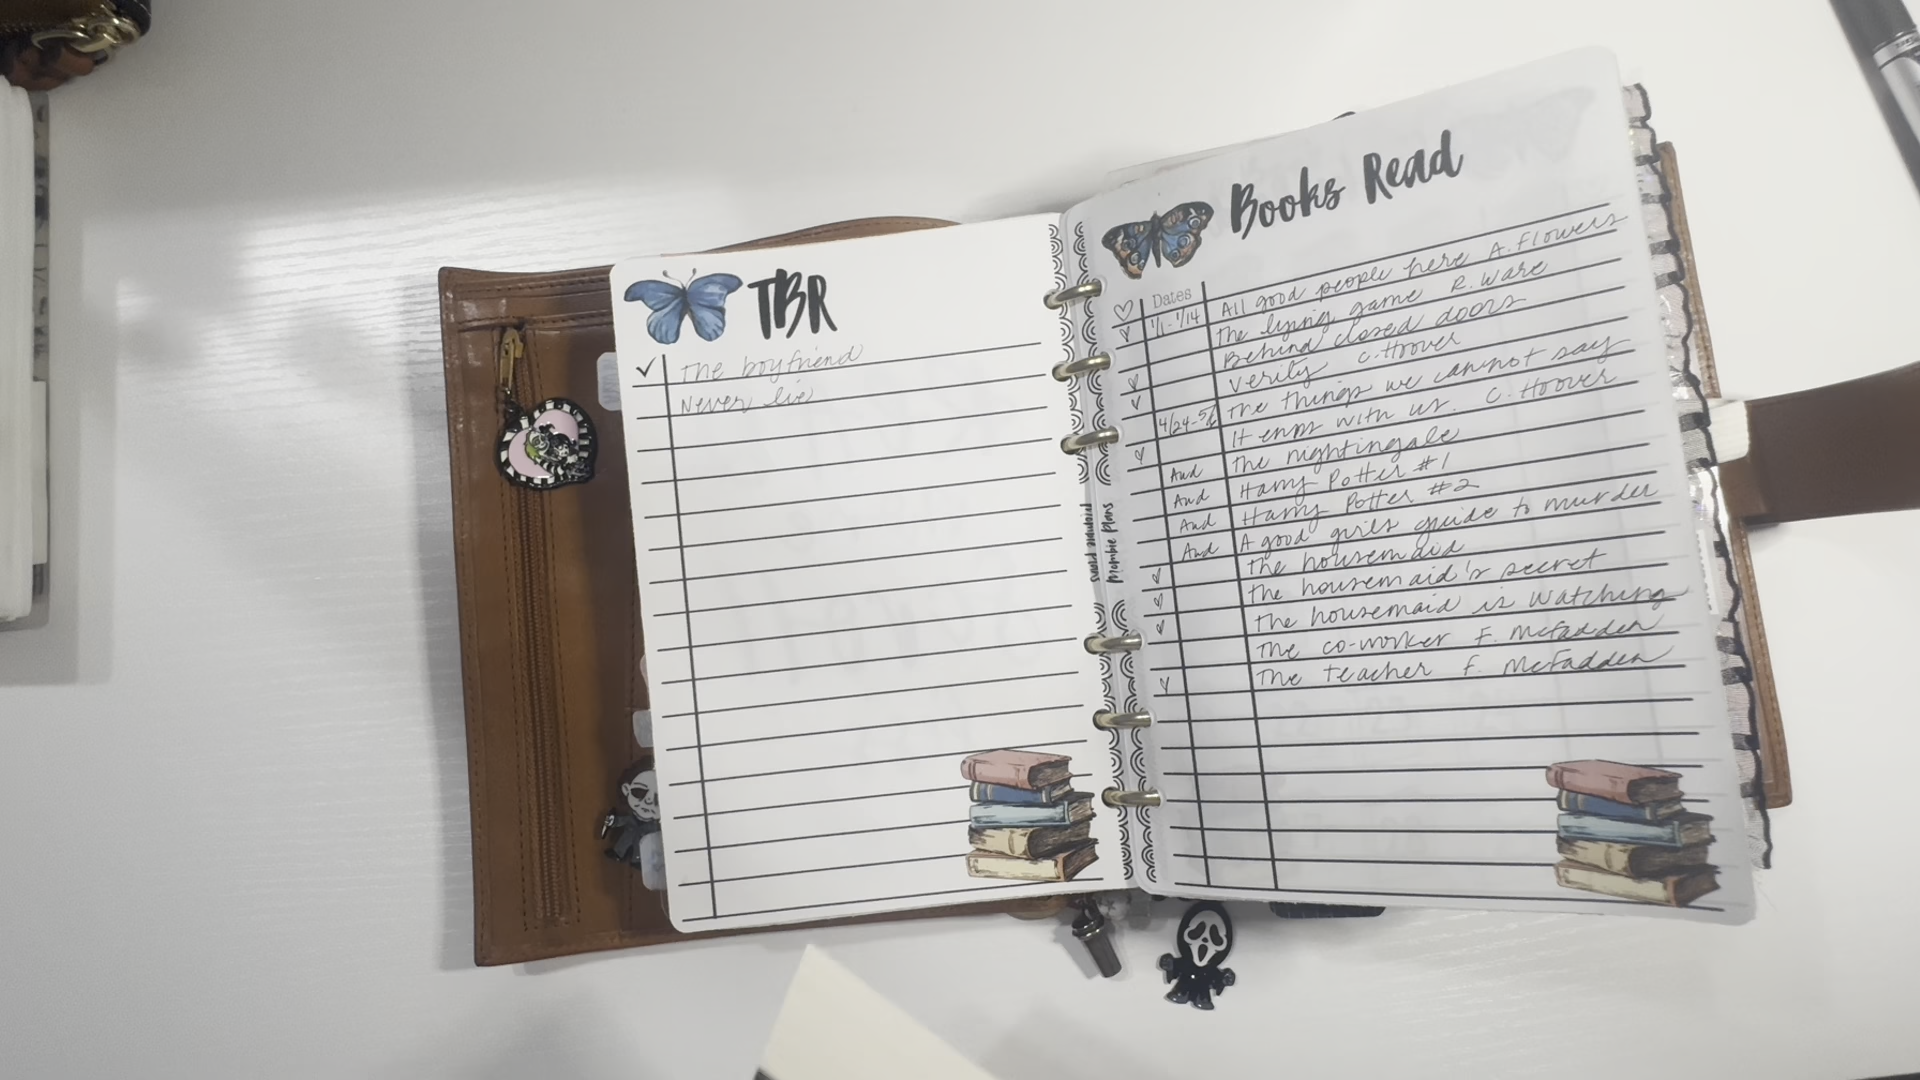 TBR
✓ The boyfriend
Never lie
Books Read
♡ Dates
1/1-1/14 All good people here A. Flowers
♡ The lying game R. Ware
Behind closed doors
♡ Verity C. Hoover
♡ The things we cannot say
4/24-5/ It ends with us. C. Hoover
♡ The nightingale
Aud Harry Potter #1
Aud Harry Potter #2
Aud A good girls guide to murder
Aud The housemaid
♡ The housemaid's secret
♡ The housemaid is watching
♡ The co-worker F. McFadden
♡ The teacher F. McFadden
Mombie Plans